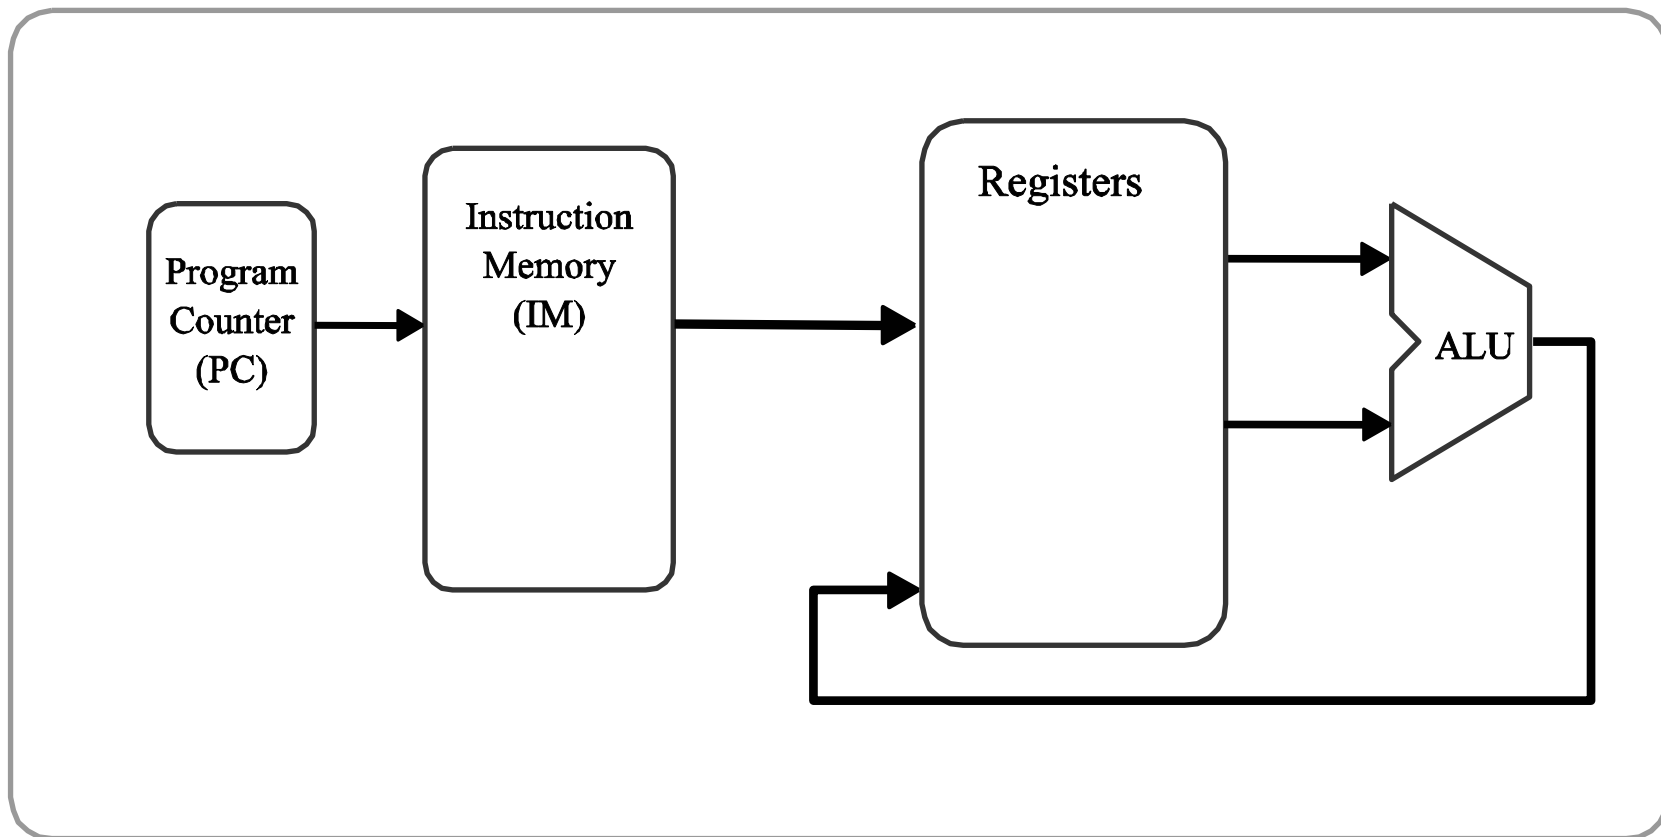 Program
Counter
(PC)
Instruction
Memory
(IM)
Registers
ALU